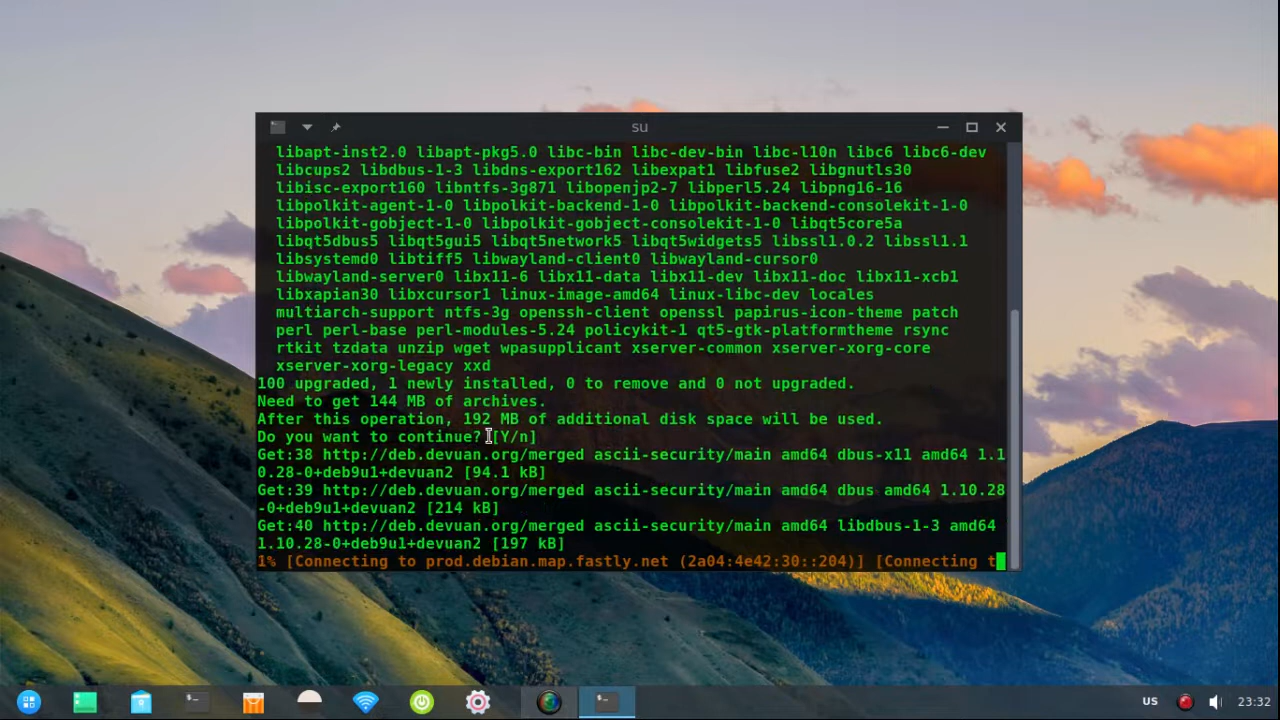 su
libapt-inst2.0 libapt-pkg5.0 libc-bin libc-dev-bin libc-l10n libc6 libc6-dev
libcups2 libdbus-1-3 libdns-export162 libexpat1 libfuse2 libgnutls30
libisc-export160 libntfs-3g871 libopenjp2-7 libperl5.24 libpng16-16
libpolkit-agent-1-0 libpolkit-backend-1-0 libpolkit-backend-consolekit-1-0
libpolkit-gobject-1-0 libpolkit-gobject-consolekit-1-0 libqt5core5a
libqt5dbus5 libqt5gui5 libqt5network5 libqt5widgets5 libssl1.0.2 libssl1.1
libsystemd0 libtiff5 libwayland-client0 libwayland-cursor0
libwayland-server0 libx11-6 libx11-data libx11-dev libx11-doc libx11-xcb1
libxapian30 libxcursor1 linux-image-amd64 linux-libc-dev locales
multiarch-support ntfs-3g openssh-client openssl papirus-icon-theme patch
perl perl-base perl-modules-5.24 policykit-1 qt5-gtk-platformtheme rsync
rtkit tzdata unzip wget wpasupplicant xserver-common xserver-xorg-core
xserver-xorg-legacy xxd
100 upgraded, 1 newly installed, 0 to remove and 0 not upgraded.
Need to get 144 MB of archives.
After this operation, 192 MB of additional disk space will be used.
Do you want to continue? [Y/n]
Get:38 http://deb.devuan.org/merged ascii-security/main amd64 dbus-x11 amd64 1.1
0.28-0+deb9u1+devuan2 [94.1 kB]
Get:39 http://deb.devuan.org/merged ascii-security/main amd64 dbus amd64 1.10.28
-0+deb9u1+devuan2 [214 kB]
Get:40 http://deb.devuan.org/merged ascii-security/main amd64 libdbus-1-3 amd64
1.10.28-0+deb9u1+devuan2 [197 kB]
1% [Connecting to prod.debian.map.fastly.net (2a04:4e42:30::204)] [Connecting t
US 23:32